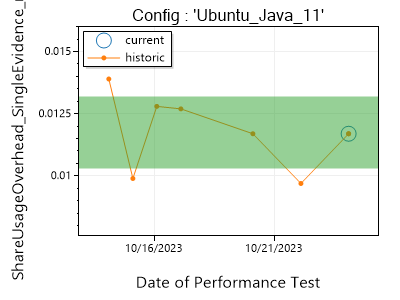 Config : 'Ubuntu_Java_11'
current
historic
0.015
0.0125
0.01
ShareUsageOverhead_SingleEvidence_
10/16/2023
10/21/2023
Date of Performance Test